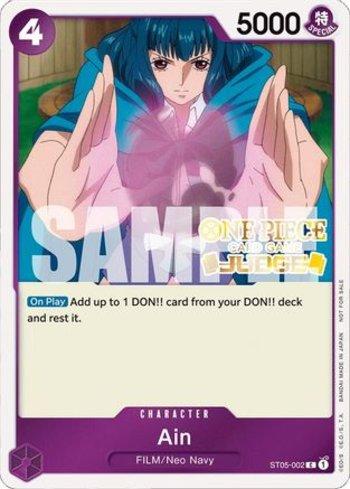 4
5000
特
SPECIAL
SAMPLE
ONE PIECE
CARD GAME
JUDGE
On Play Add up to 1 DON!! card from your DON!! deck
and rest it.
CHARACTER
Ain
FILM/Neo Navy
ST05-002 C 1
©E.O./S. ©E.O./S., T.A. BANDAI MADE IN JAPAN NOT FOR SALE